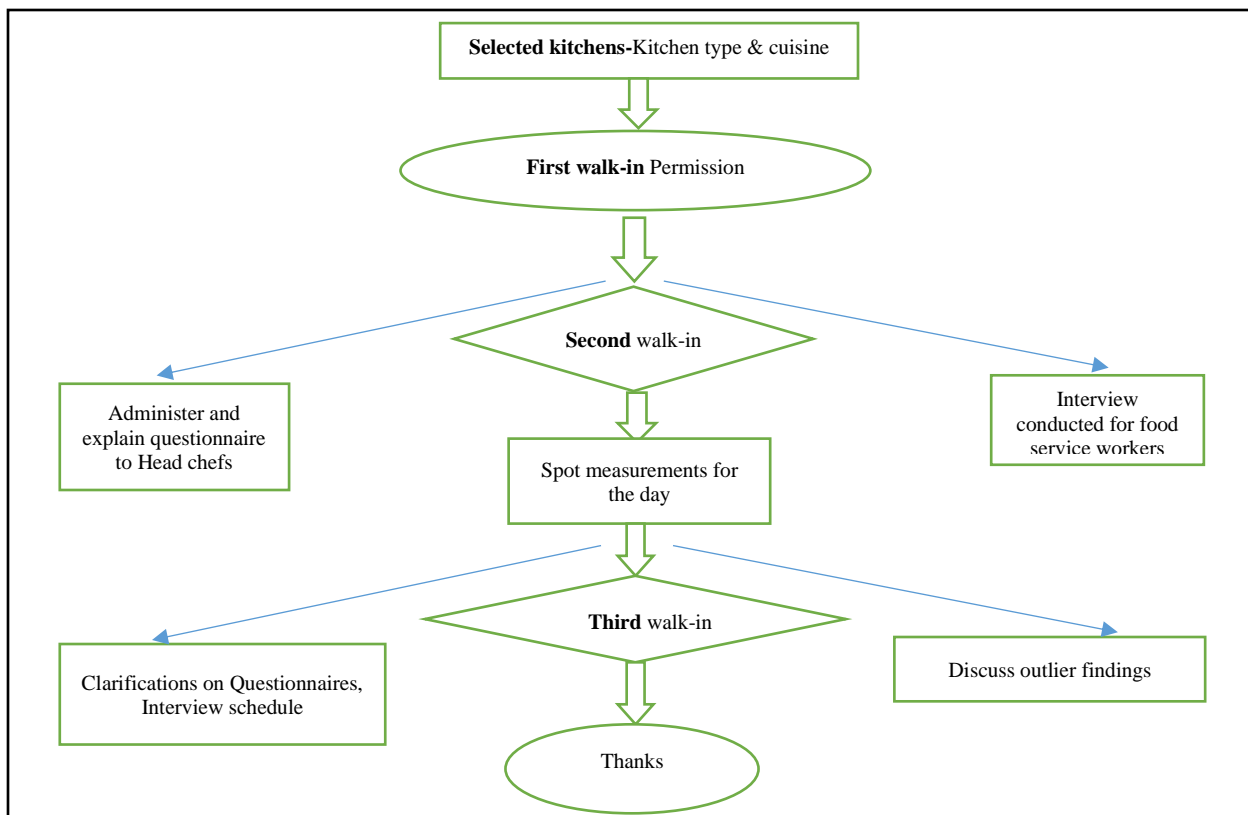 Selected kitchens-Kitchen type & cuisine
First walk-in Permission
Second walk-in
Administer and
explain questionnaire
to Head chefs
Interview
conducted for food
service workers
Spot measurements for
the day
Third walk-in
Clarifications on Questionnaires,
Interview schedule
Discuss outlier findings
Thanks